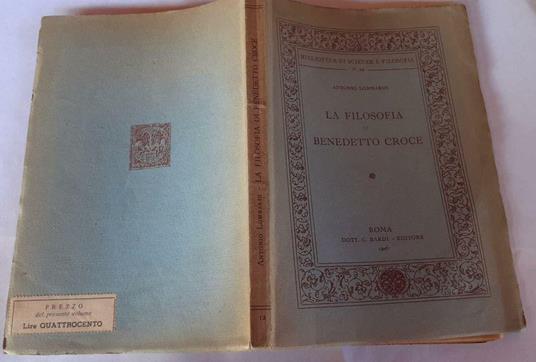 BIBLIOTECA DI SCIENZE E FILOSOFIA
ANTONIO LOMBARDI
LA FILOSOFIA
DI
BENEDETTO CROCE
ROMA
DOTT. G. BARDI - EDITORE
ANTONIO LOMBARDI - LA FILOSOFIA DI BENEDETTO CROCE
12
PREZZO
del presente volume
Lire QUATTROCENTO